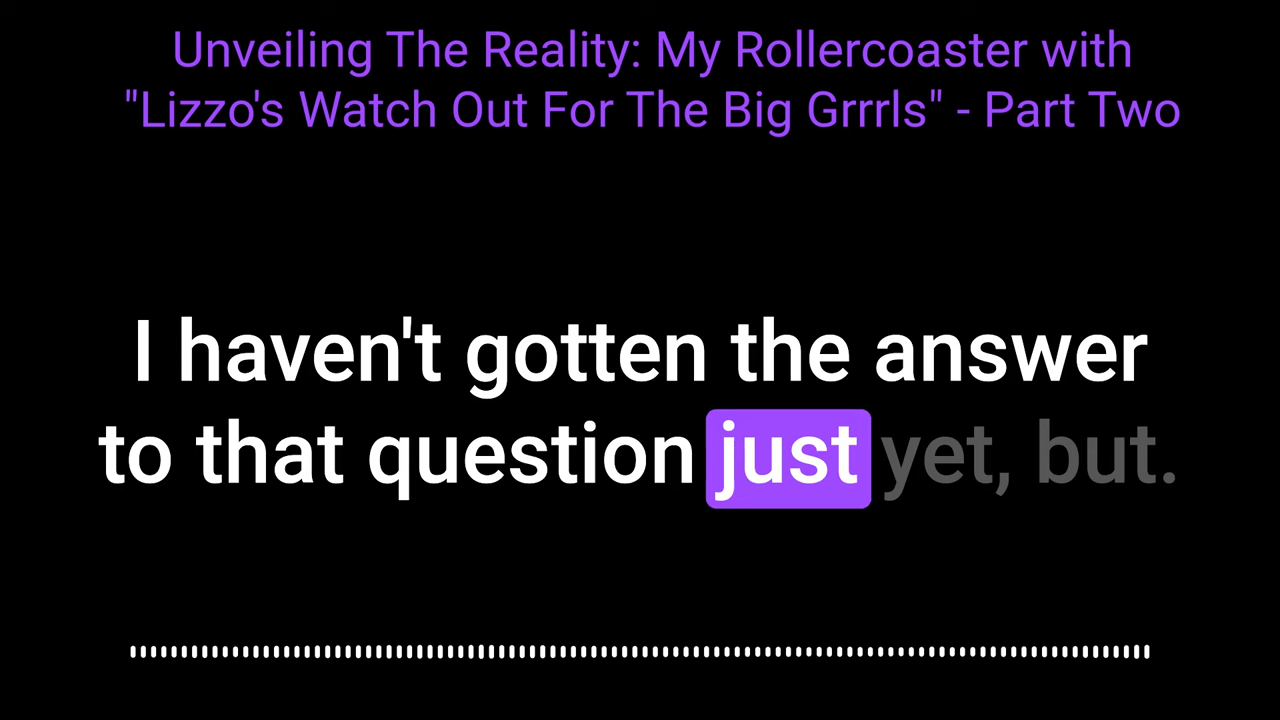 Unveiling The Reality: My Rollercoaster with
"Lizzo's Watch Out For The Big Grrrls" - Part Two
I haven't gotten the answer
to that question just yet, but.